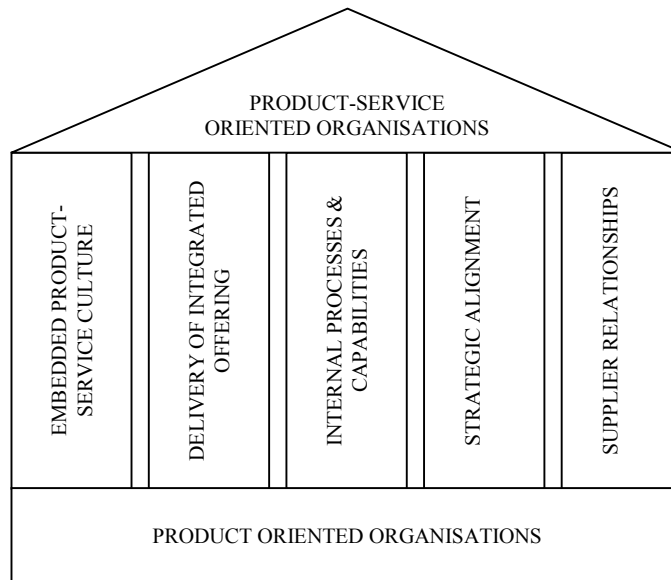 PRODUCT-SERVICE
ORIENTED ORGANISATIONS
EMBEDDED PRODUCT-
SERVICE CULTURE
DELIVERY OF INTEGRATED
OFFERING
INTERNAL PROCESSES &
CAPABILITIES
STRATEGIC ALIGNMENT
SUPPLIER RELATIONSHIPS
PRODUCT ORIENTED ORGANISATIONS